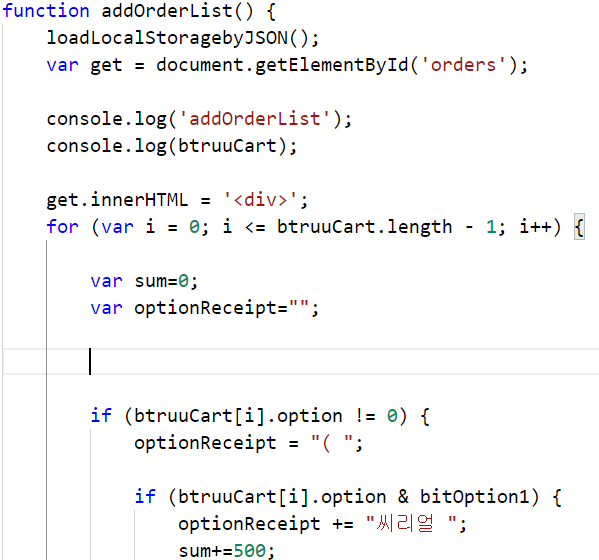 function addOrderList() {
loadLocalStoragebyJSON();
var get = document.getElementById('orders');
console.log('addOrderList');
console.log(btruuCart);
get.innerHTML = '<div>';
for (var i = 0; i <= btruuCart.length - 1; i++) {
var sum=0;
var optionReceipt="";
if (btruuCart[i].option != 0) {
optionReceipt = "( ";
if (btruuCart[i].option & bitOption1) {
optionReceipt += "씨리얼 ";
sum+=500;